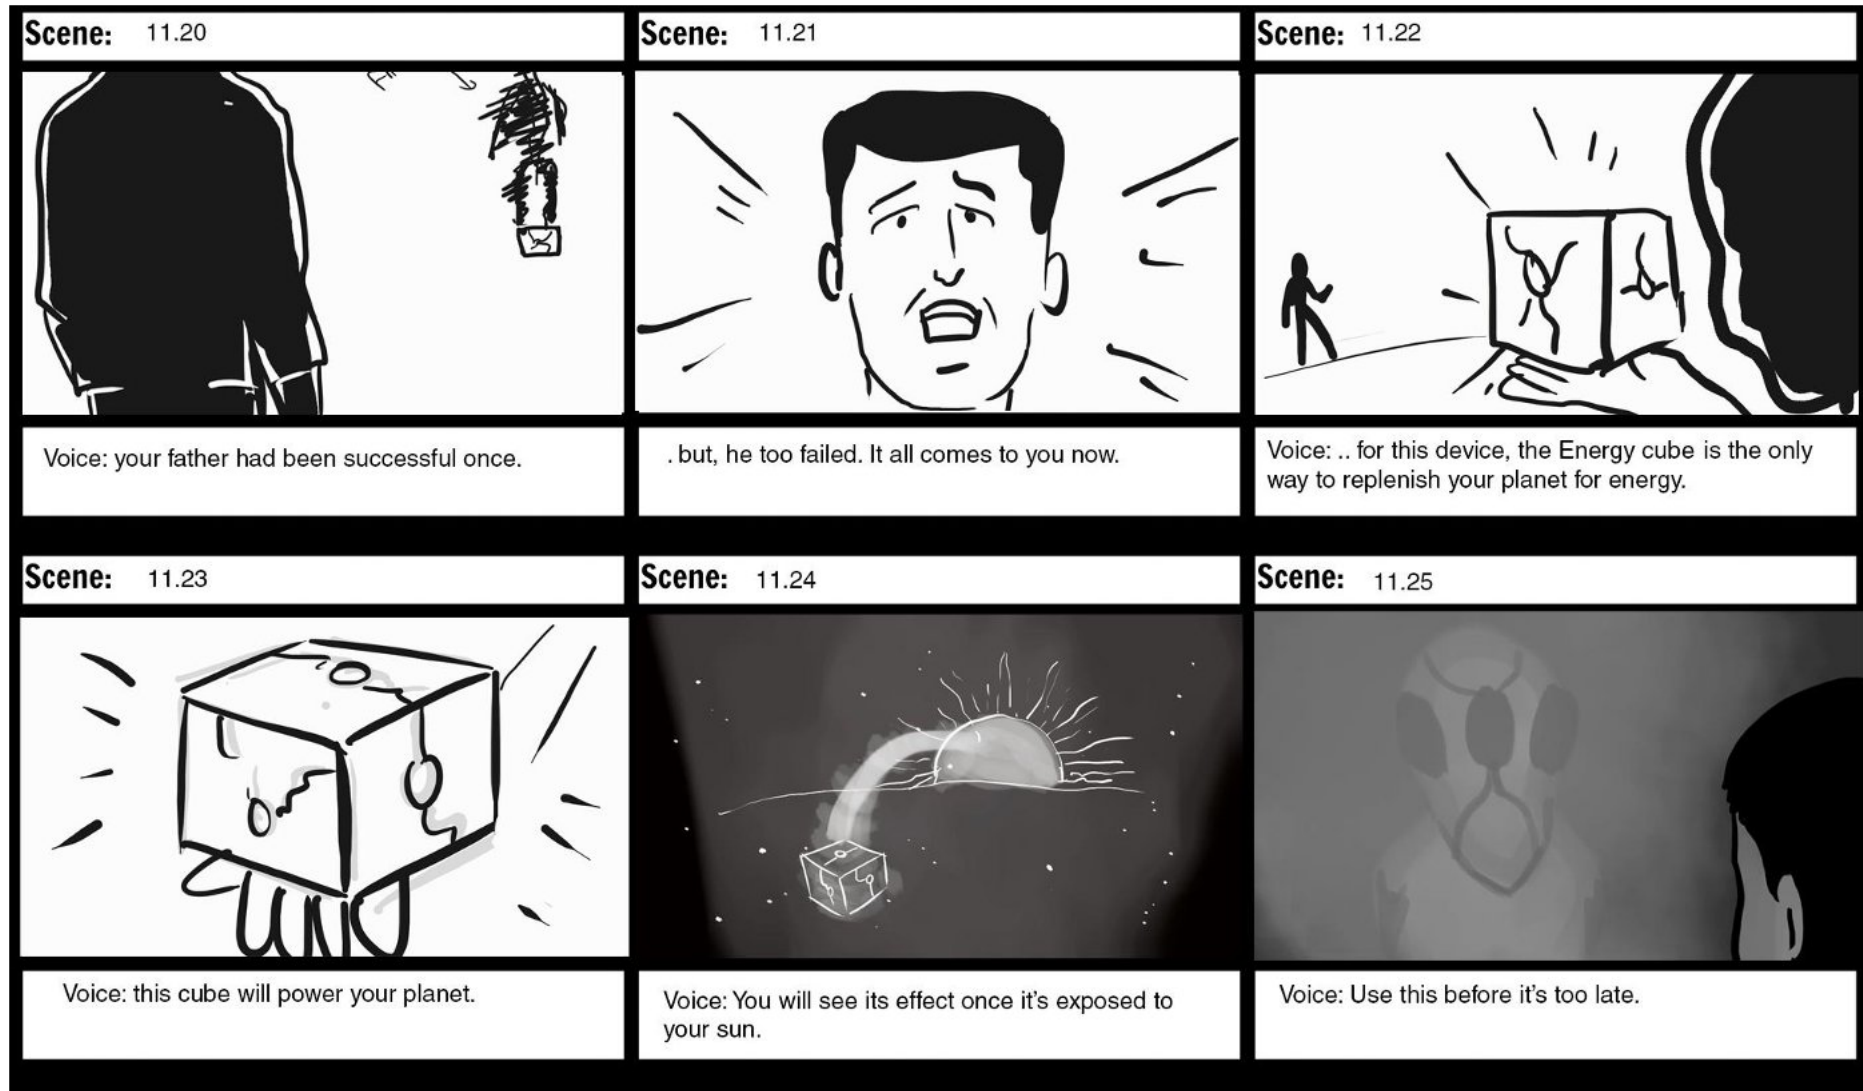 Scene: 11.20
Scene: 11.21
Scene: 11.22
Voice: your father had been successful once.
. but, he too failed. It all comes to you now.
Voice: .. for this device, the Energy cube is the only
way to replenish your planet for energy.
Scene: 11.23
Scene: 11.24
Scene: 11.25
Voice: this cube will power your planet.
Voice: You will see its effect once it's exposed to
your sun.
Voice: Use this before it's too late.